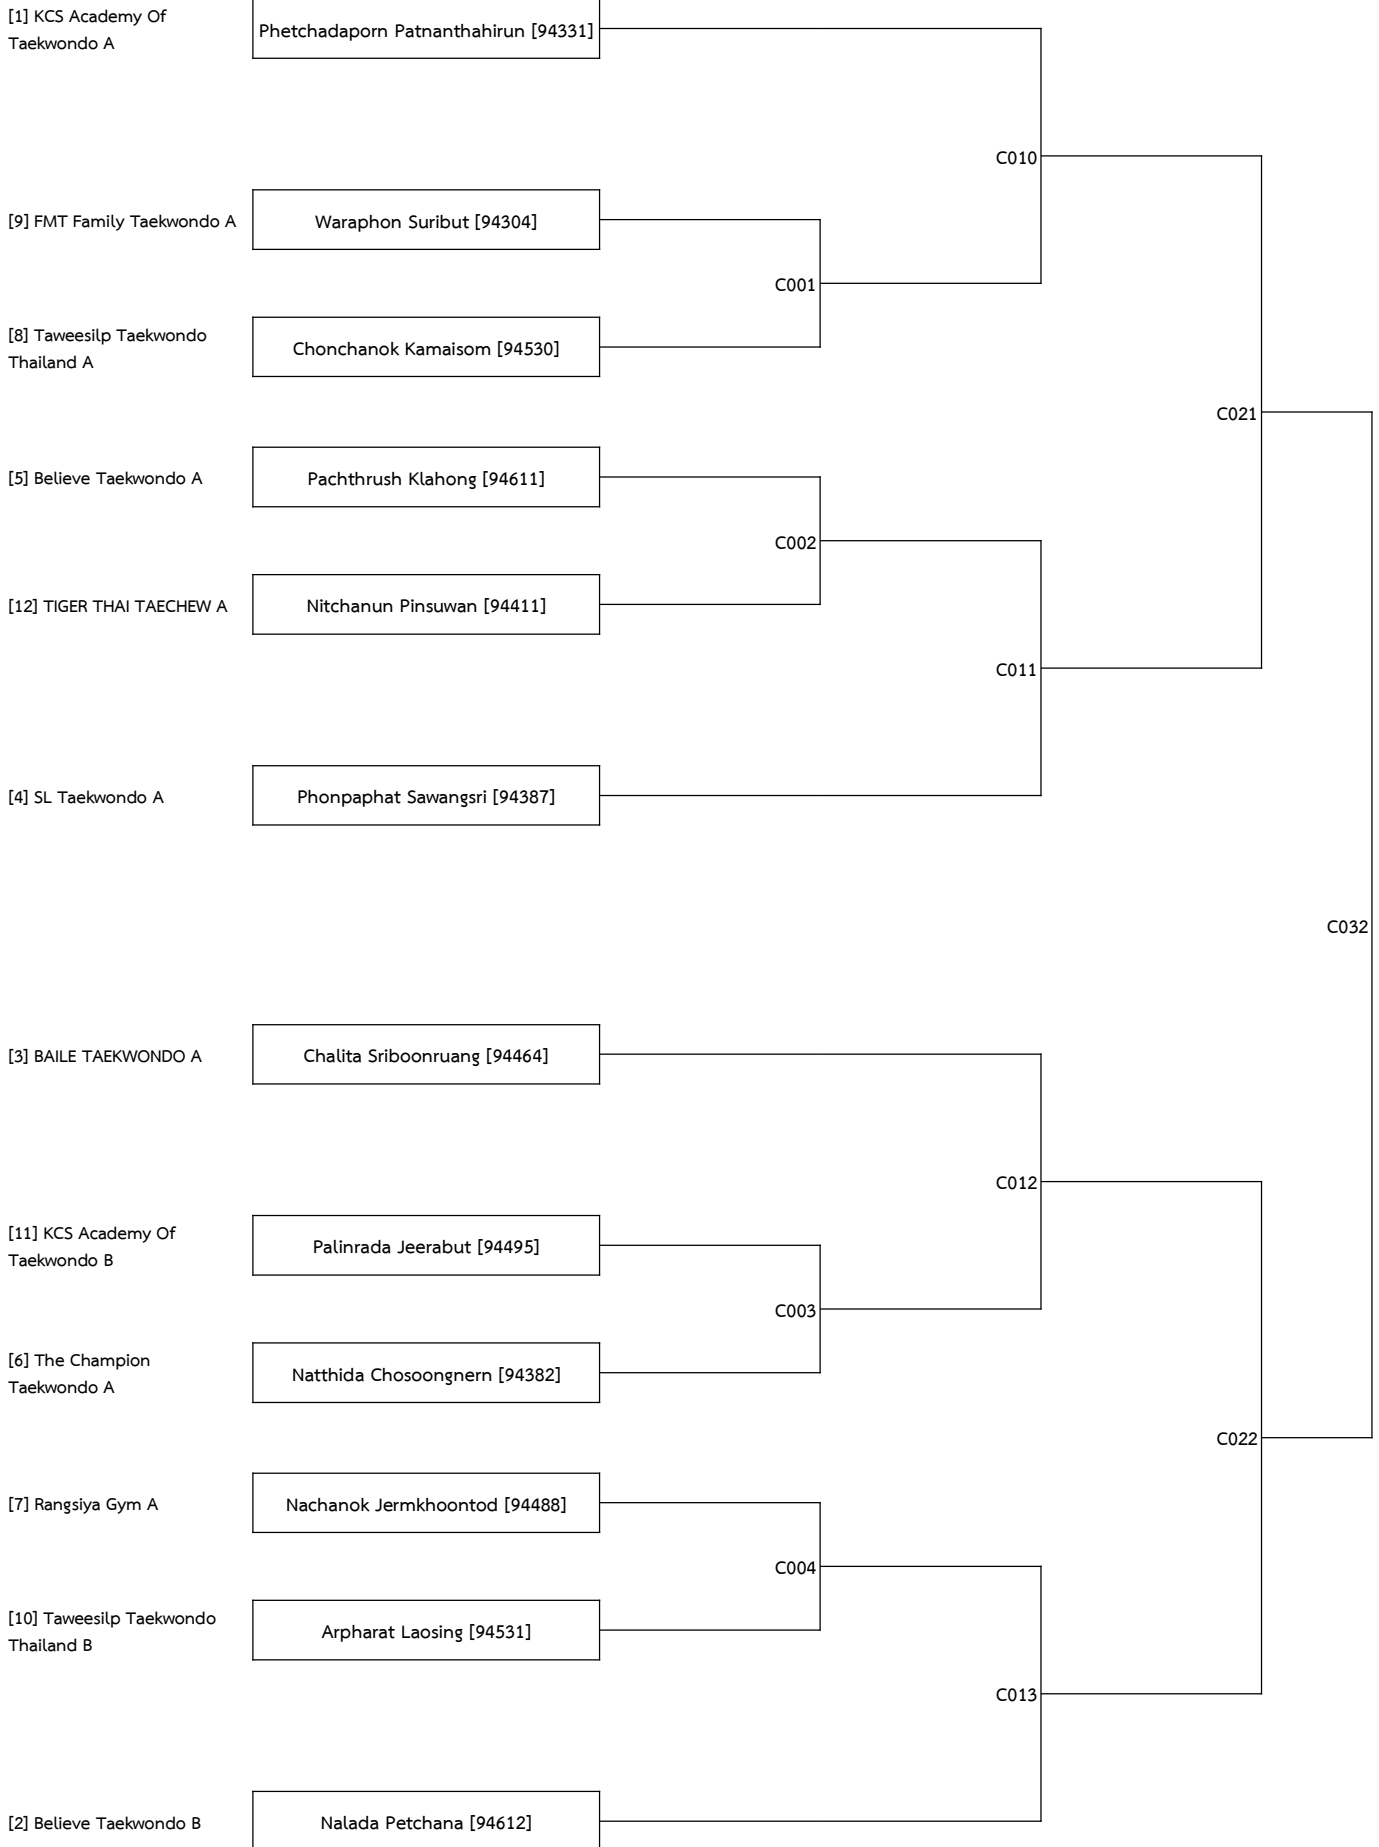 [1] KCS Academy Of
Taekwondo A
Phetchadaporn Patnanthahirun [94331]
C010
[9] FMT Family Taekwondo A
Waraphon Suribut [94304]
C001
[8] Taweesilp Taekwondo
Thailand A
Chonchanok Kamaisom [94530]
C021
[5] Believe Taekwondo A
Pachthrush Klahong [94611]
C002
[12] TIGER THAI TAECHEW A
Nitchanun Pinsuwan [94411]
C011
[4] SL Taekwondo A
Phonpaphat Sawangsri [94387]
C032
[3] BAILE TAEKWONDO A
Chalita Sriboonruang [94464]
C012
[11] KCS Academy Of
Taekwondo B
Palinrada Jeerabut [94495]
C003
[6] The Champion
Taekwondo A
Natthida Chosoongnern [94382]
C022
[7] Rangsiya Gym A
Nachanok Jermkhoontod [94488]
C004
[10] Taweesilp Taekwondo
Thailand B
Arpharat Laosing [94531]
C013
[2] Believe Taekwondo B
Nalada Petchana [94612]